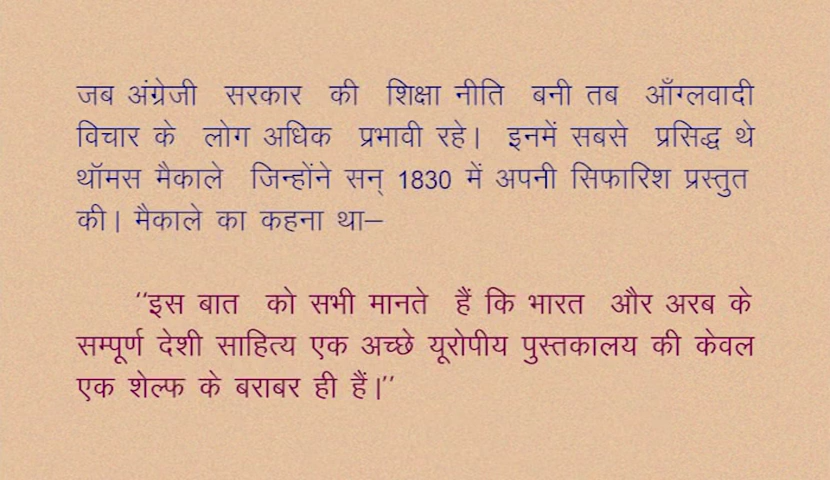 जब अंग्रेजी सरकार की शिक्षा नीति बनी तब आँग्लवादी
विचार के लोग अधिक प्रभावी रहे। इनमें सबसे प्रसिद्ध थे
थॉमस मैकाले जिन्होंने सन् 1830 में अपनी सिफारिश प्रस्तुत
की। मैकाले का कहना था–
‘‘इस बात को सभी मानते हैं कि भारत और अरब के
सम्पूर्ण देशी साहित्य एक अच्छे यूरोपीय पुस्तकालय की केवल
एक शेल्फ के बराबर ही हैं।’’